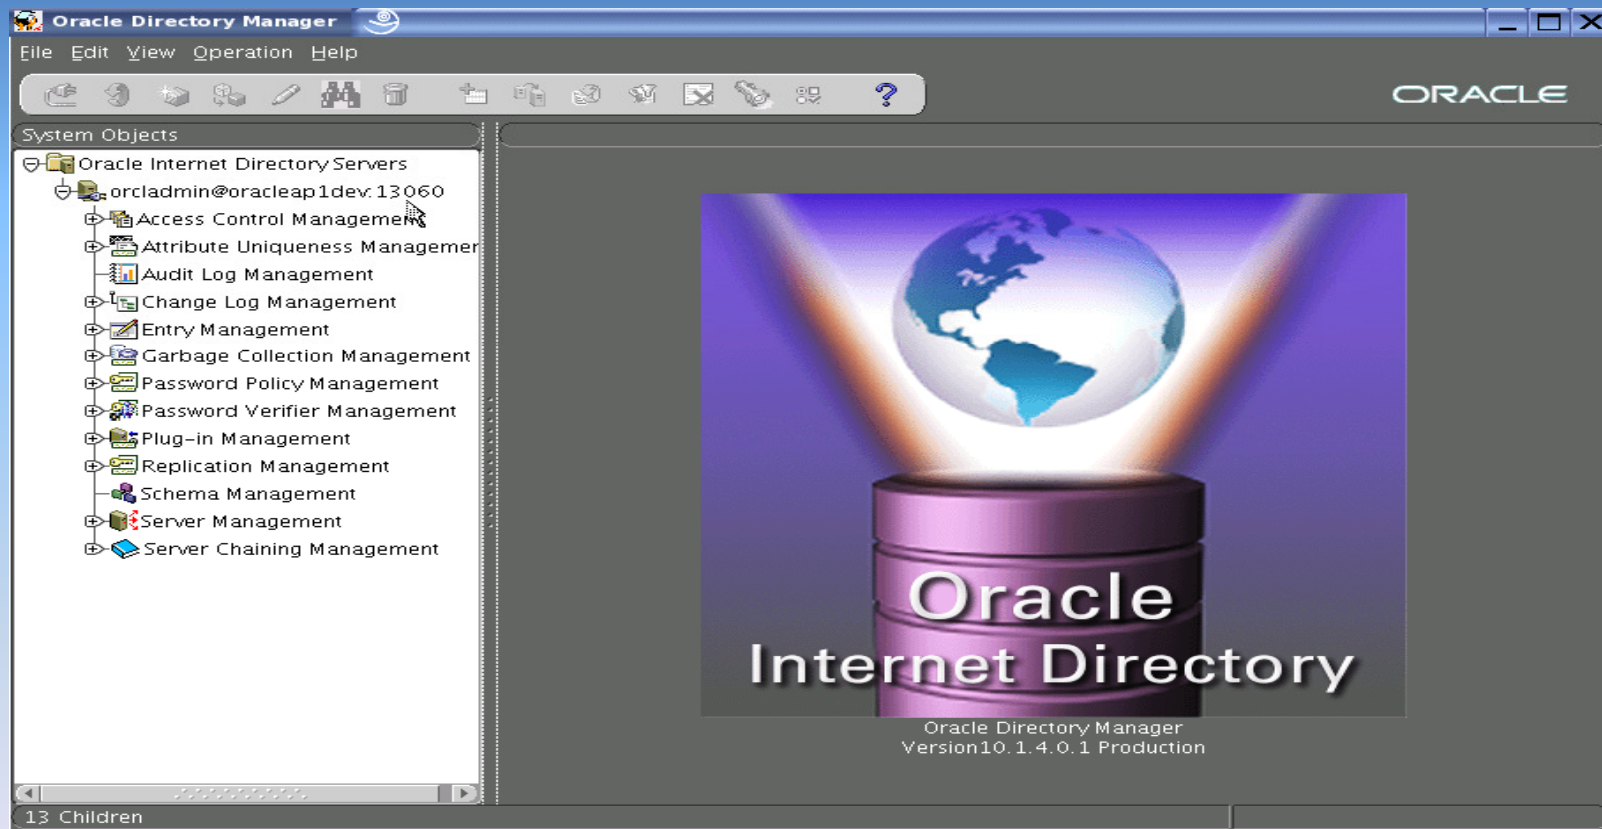 Oracle Directory Manager
File Edit View Operation Help
ORACLE
System Objects
Oracle Internet Directory Servers
orcladmin@oracleap1dev:13060
Access Control Management
Attribute Uniqueness Managemer
Audit Log Management
Change Log Management
Entry Management
Garbage Collection Management
Password Policy Management
Password Verifier Management
Plug-in Management
Replication Management
Schema Management
Server Management
Server Chaining Management
Oracle
Internet Directory
Oracle Directory Manager
Version10.1.4.0.1 Production
13 Children